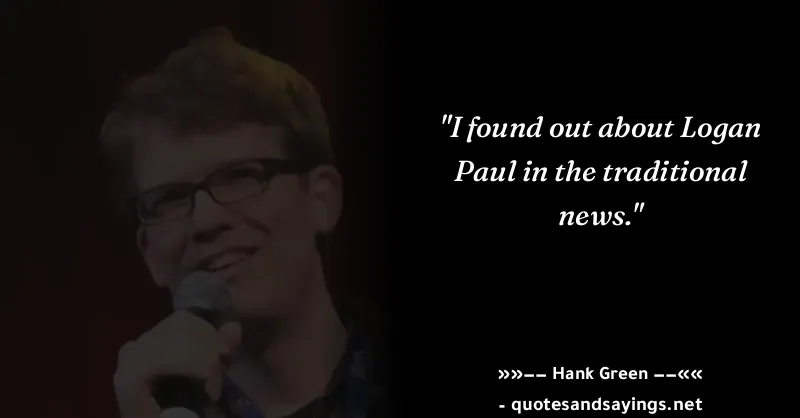 "I found out about Logan
Paul in the traditional
news."
»»−− Hank Green −−««
- quotesandsayings.net